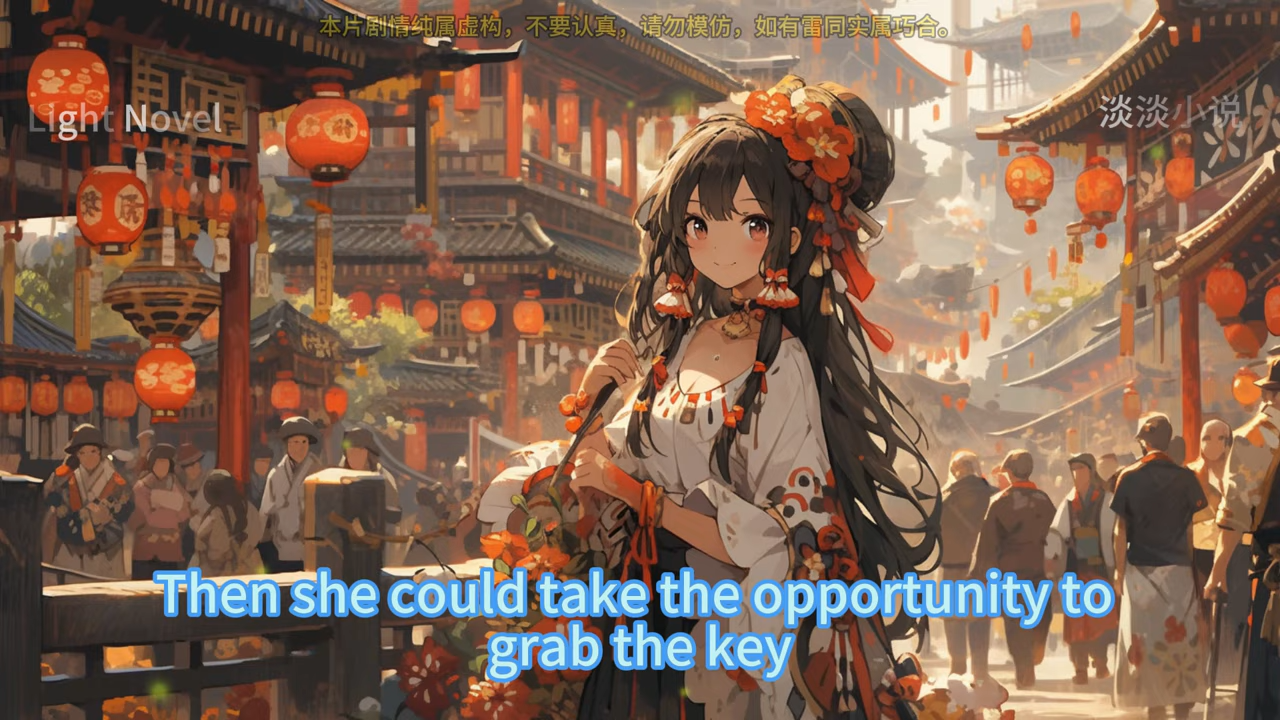 本片剧情纯属虚构，不要认真，请勿模仿，如有雷同实属巧合。
Light Novel
淡淡小说
Then she could take the opportunity to
grab the key